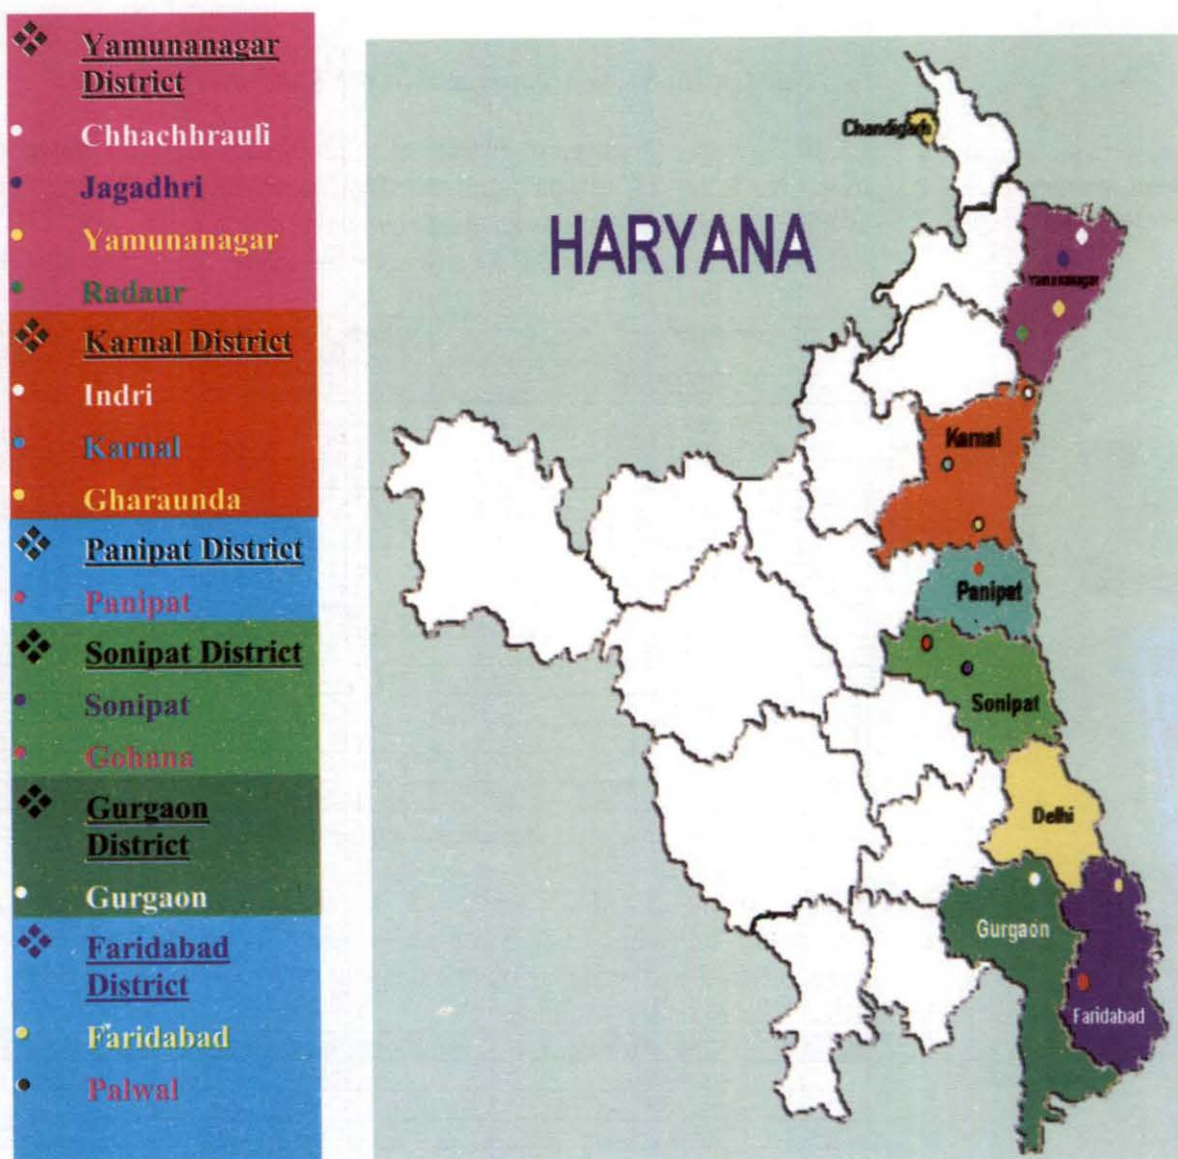 Yamunanagar
District
Chhachhrauli
Jagadhri
Yamunanagar
Radaur
Karnal District
Indri
Karnal
Gharaunda
Panipat District
Panipat
Sonipat District
Sonipat
Gohana
Gurgaon
District
Gurgaon
Faridabad
District
Faridabad
Palwal
Chandigarh
HARYANA
Yamunanagar
Karnal
Panipat
Sonipat
Delhi
Gurgaon
Faridabad